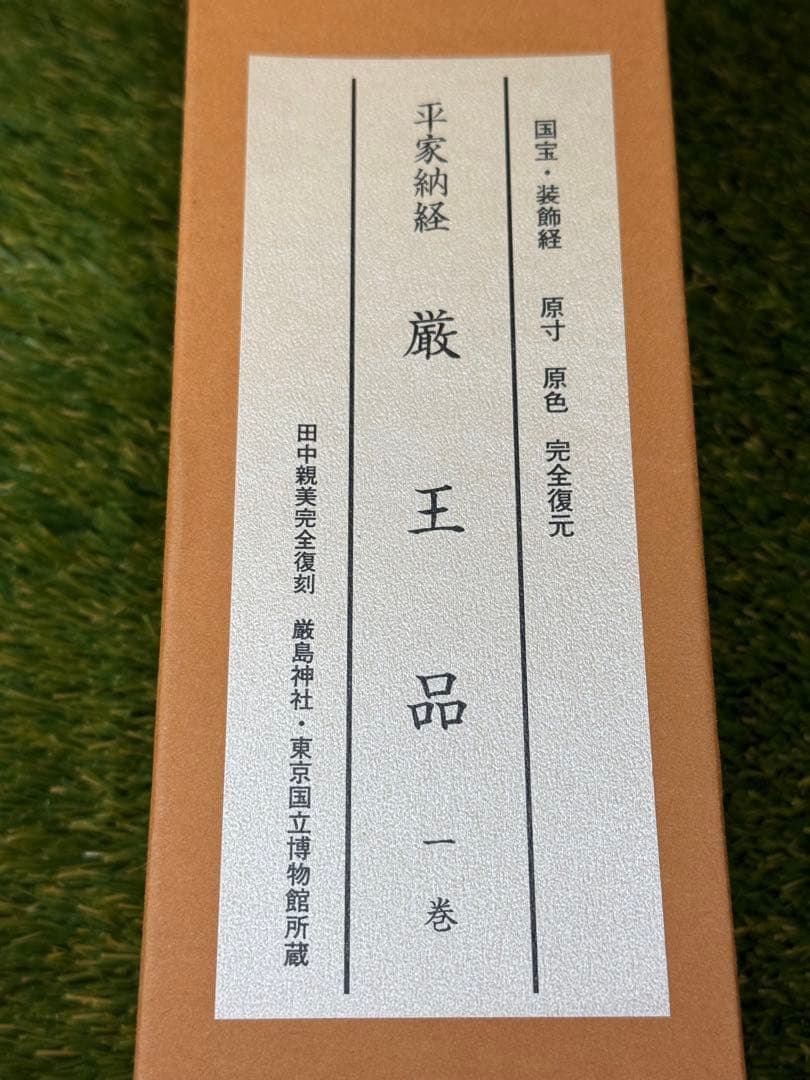 国宝・装飾経　原寸　原色　完全復元
平家納経　厳王品　一巻
田中親美完全復刻　厳島神社・東京国立博物館所蔵